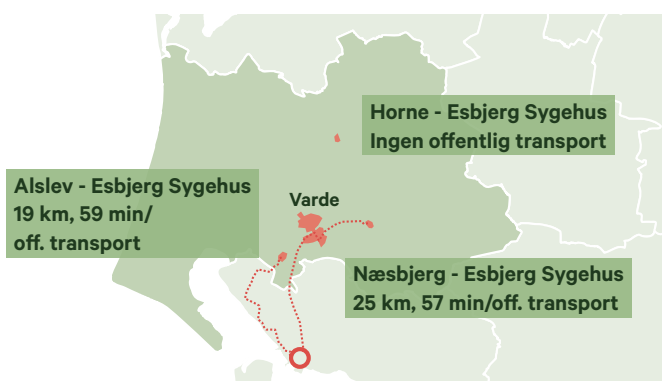 Horne - Esbjerg Sygehus
Ingen offentlig transport
Alslev - Esbjerg Sygehus
19 km, 59 min/
off. transport
Varde
Næsbjerg - Esbjerg Sygehus
25 km, 57 min/off. transport